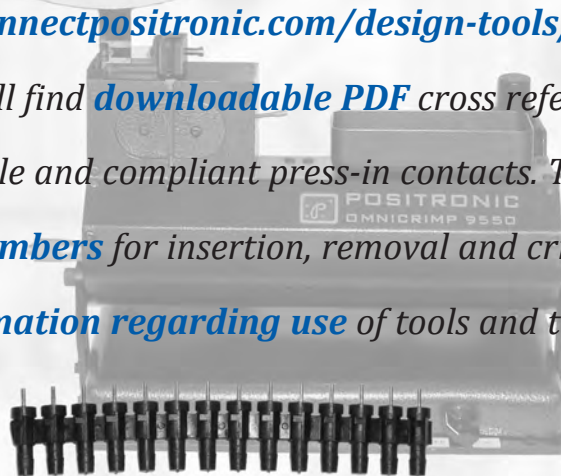 nnectpositronic.com/design-tools/
ll find downloadable PDF cross refe
le and compliant press-in contacts. T
POSITRONIC
OMNICRIMP 9550
mbers for insertion, removal and cri
mation regarding use of tools and t